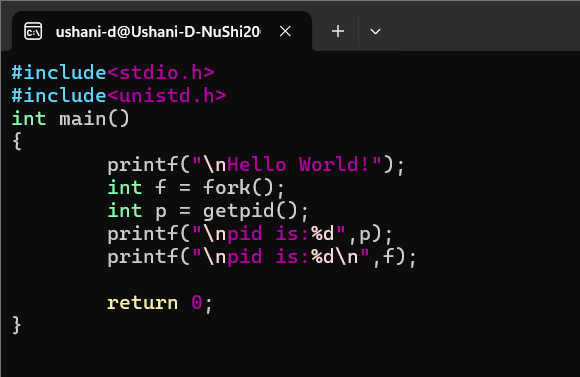 ushani-d@Ushani-D-NuShi20
#include<stdio.h>
#include<unistd.h>
int main()
{
        printf("\nHello World!");
        int f = fork();
        int p = getpid();
        printf("\npid is:%d",p);
        printf("\npid is:%d\n",f);

        return 0;
}